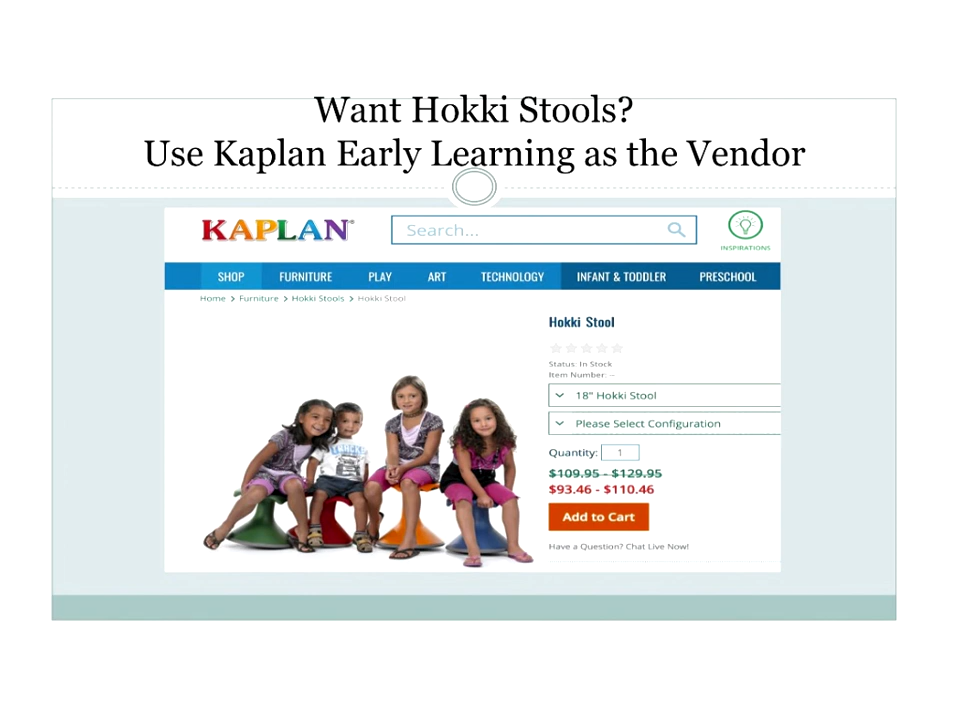 Want Hokki Stools?
Use Kaplan Early Learning as the Vendor
KAPLAN®
Search...
INSPIRATIONS
SHOP FURNITURE PLAY ART TECHNOLOGY INFANT & TODDLER PRESCHOOL
Home > Furniture > Hokki Stools > Hokki Stool
Hokki Stool
Status: In Stock
Item Number: --
18" Hokki Stool
Please Select Configuration
Quantity: 1
$109.95 - $129.95
$93.46 - $110.46
Add to Cart
Have a Question? Chat Live Now!